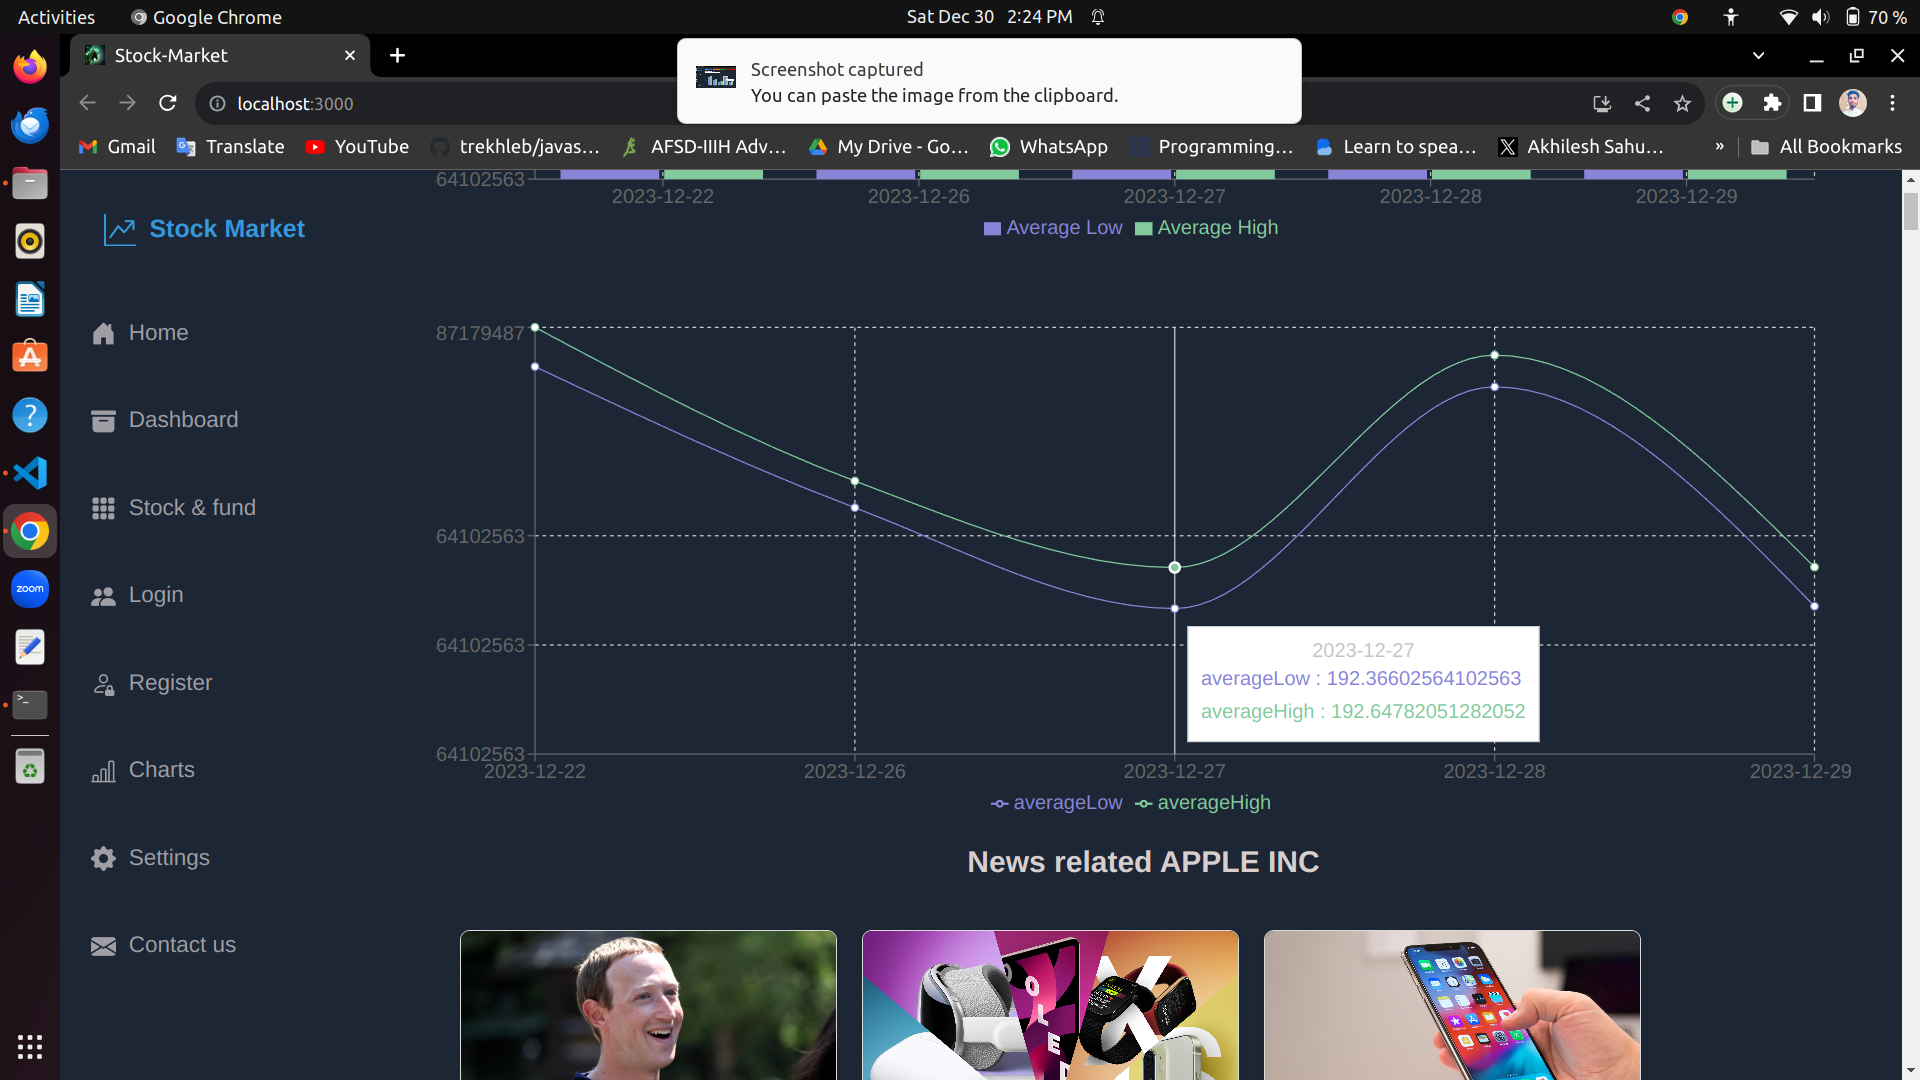 Activities
Google Chrome
Sat Dec 30 2:24 PM
70 %
Stock-Market
Screenshot captured
You can paste the image from the clipboard.
localhost:3000
Gmail
Translate
YouTube
trekhleb/javas...
AFSD-IIIH Adv...
My Drive - Go...
WhatsApp
Programming...
Learn to spea...
Akhilesh Sahu...
»
All Bookmarks
64102563
2023-12-22
2023-12-26
2023-12-27
2023-12-28
2023-12-29
Average Low
Average High
Stock Market
Home
Dashboard
Stock & fund
Login
Register
Charts
Settings
Contact us
zoom
87179487
64102563
64102563
64102563
2023-12-27
averageLow : 192.36602564102563
averageHigh : 192.64782051282052
2023-12-22
2023-12-26
2023-12-27
2023-12-28
2023-12-29
averageLow
averageHigh
News related APPLE INC